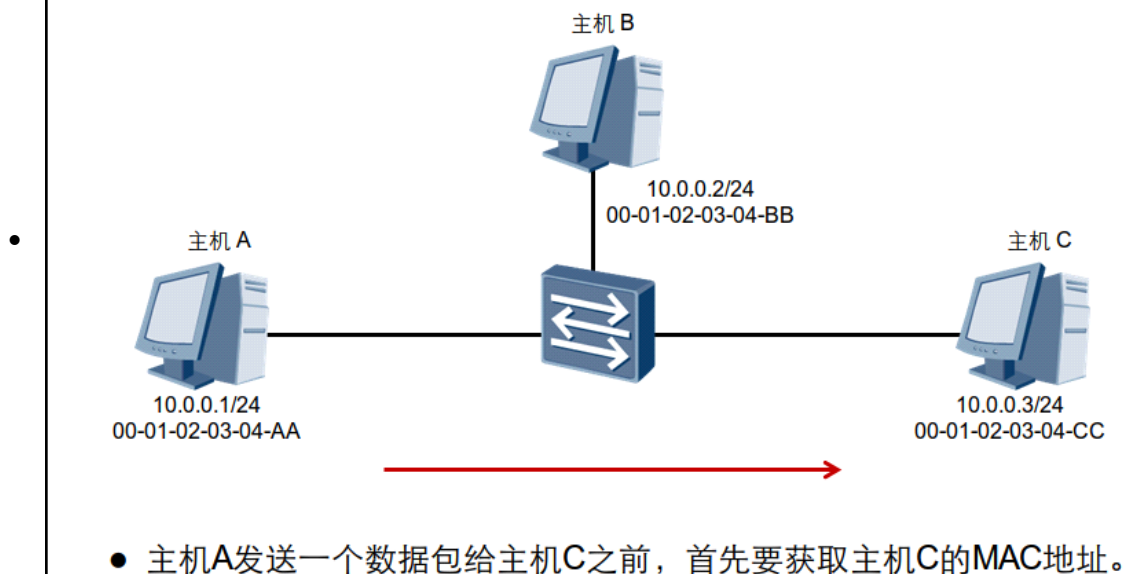 主机 B
10.0.0.2/24
00-01-02-03-04-BB
主机 A
主机 C
10.0.0.1/24
00-01-02-03-04-AA
10.0.0.3/24
00-01-02-03-04-CC
● 主机A发送一个数据包给主机C之前，首先要获取主机C的MAC地址。